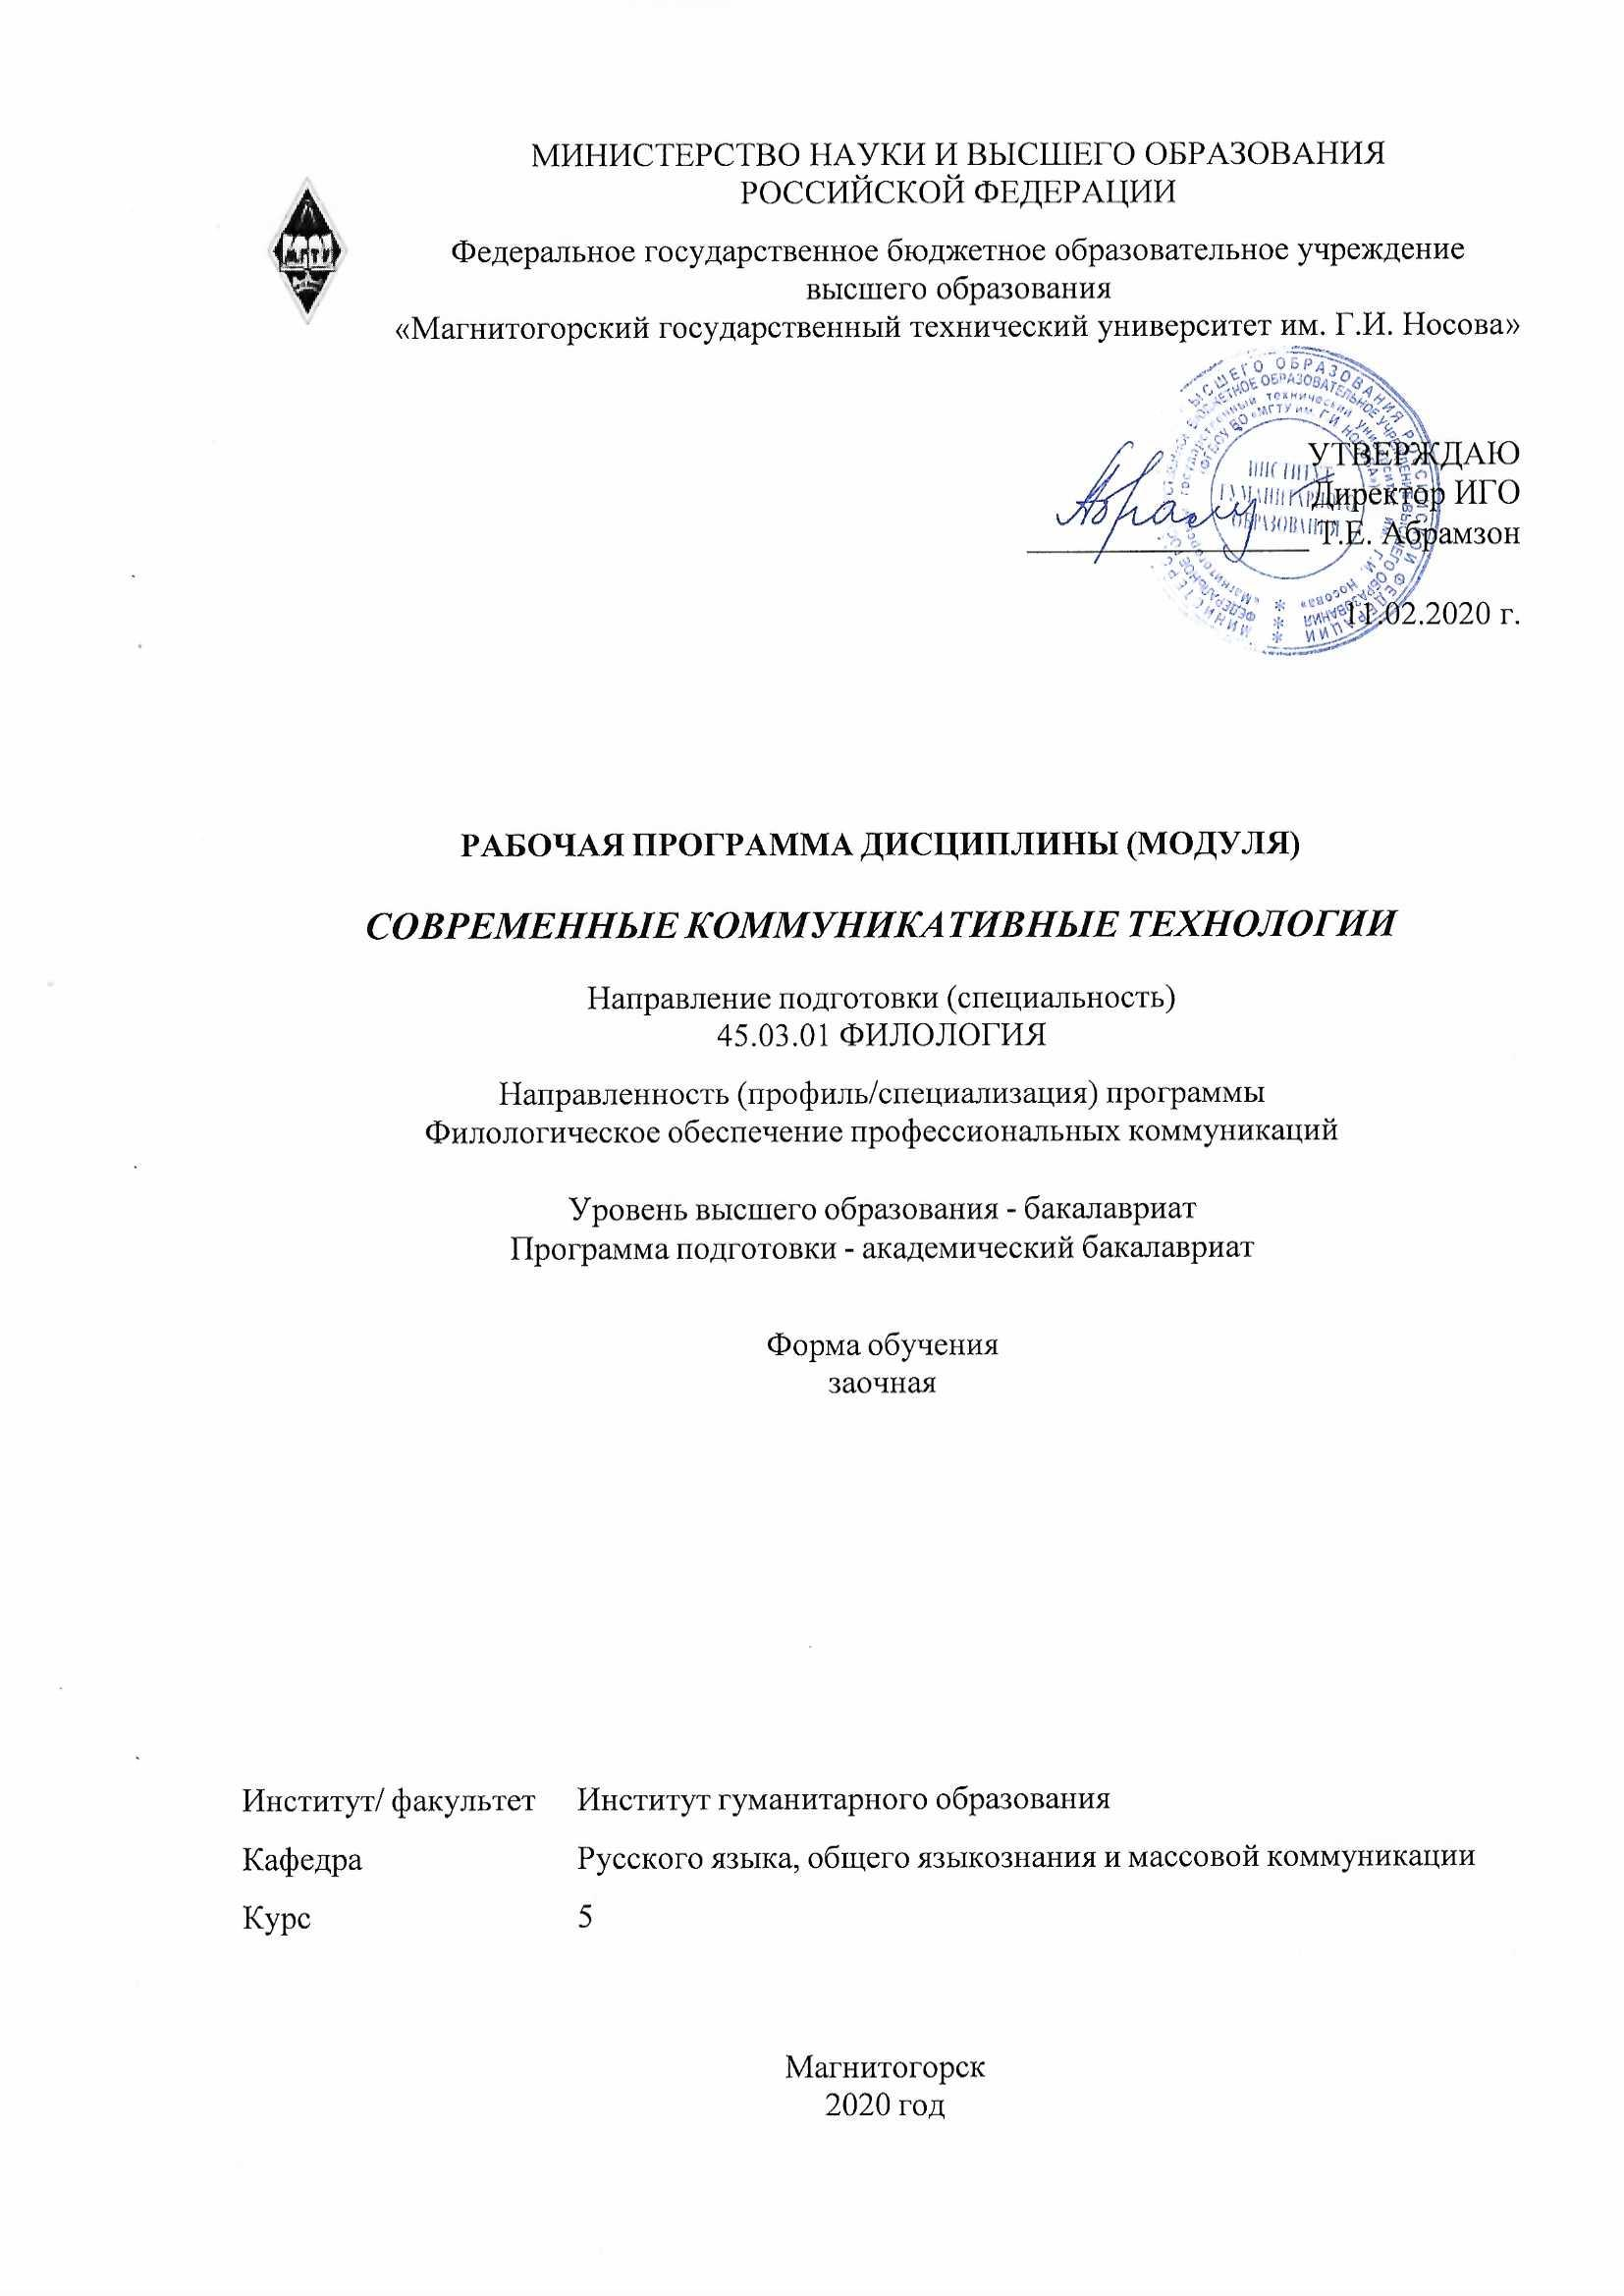 МИНИСТЕРСТВО НАУКИ И ВЫСШЕГО ОБРАЗОВАНИЯ
РОССИЙСКОЙ ФЕДЕРАЦИИ
МГТУ
Федеральное государственное бюджетное образовательное учреждение
высшего образования
«Магнитогорский государственный технический университет им. Г.И. Носова»
УТВЕРЖДАЮ
Директор ИГО
Т.Е. Абрамзон
11.02.2020 г.
РАБОЧАЯ ПРОГРАММА ДИСЦИПЛИНЫ (МОДУЛЯ)
СОВРЕМЕННЫЕ КОММУНИКАТИВНЫЕ ТЕХНОЛОГИИ
Направление подготовки (специальность)
45.03.01 ФИЛОЛОГИЯ
Направленность (профиль/специализация) программы
Филологическое обеспечение профессиональных коммуникаций
Уровень высшего образования - бакалавриат
Программа подготовки - академический бакалавриат
Форма обучения
заочная
Институт/ факультет Институт гуманитарного образования
Кафедра Русского языка, общего языкознания и массовой коммуникации
Курс 5
Магнитогорск
2020 год